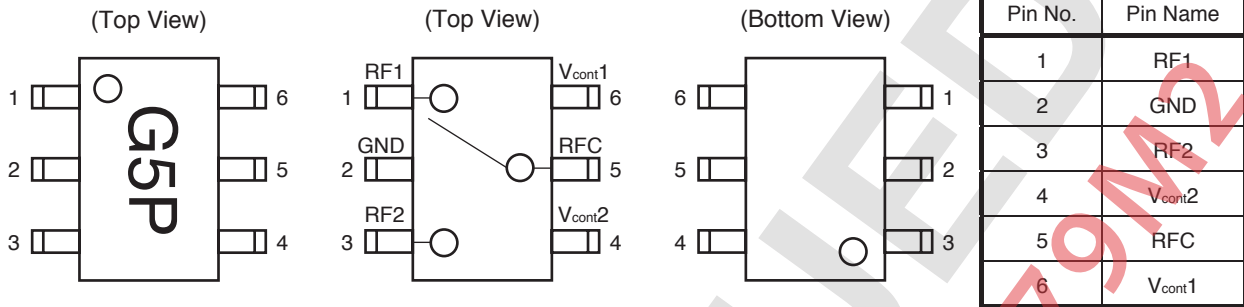 (Top View)
1 6
2 5
3 4
G5P
(Top View)
RF1 Vcont1
1 6
GND RFC
2 5
RF2 Vcont2
3 4
(Bottom View)
6 1
5 2
4 3
Pin No. Pin Name
1 RF1
2 GND
3 RF2
4 Vcont2
5 RFC
6 Vcont1
79M2